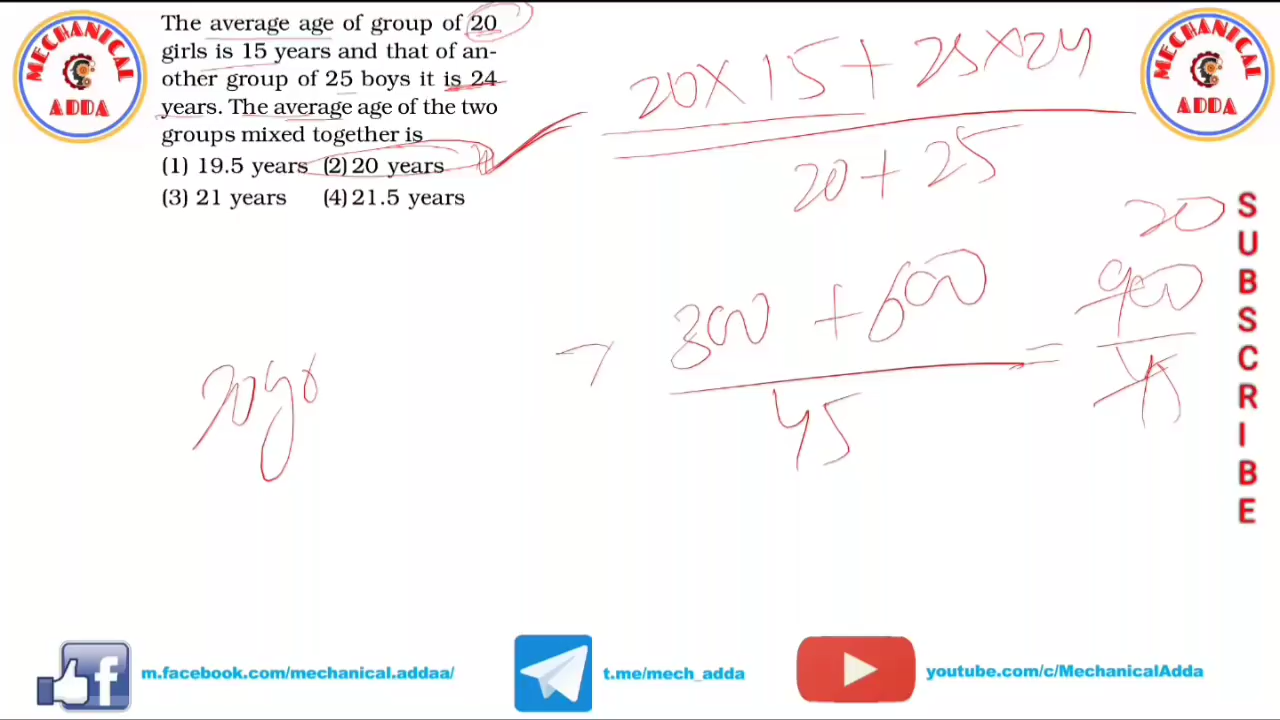 MECHANICAL
ADDA
The average age of group of 20
girls is 15 years and that of an-
other group of 25 boys it is 24
years. The average age of the two
groups mixed together is
(1) 19.5 years (2) 20 years
(3) 21 years (4) 21.5 years
20 × 15 + 25 × 24
20 + 25
300 + 600
45
= 900
45
20
MECHANICAL
ADDA
SUBSCRIBE
m.facebook.com/mechanical.addaa/
t.me/mech_adda
youtube.com/c/MechanicalAdda